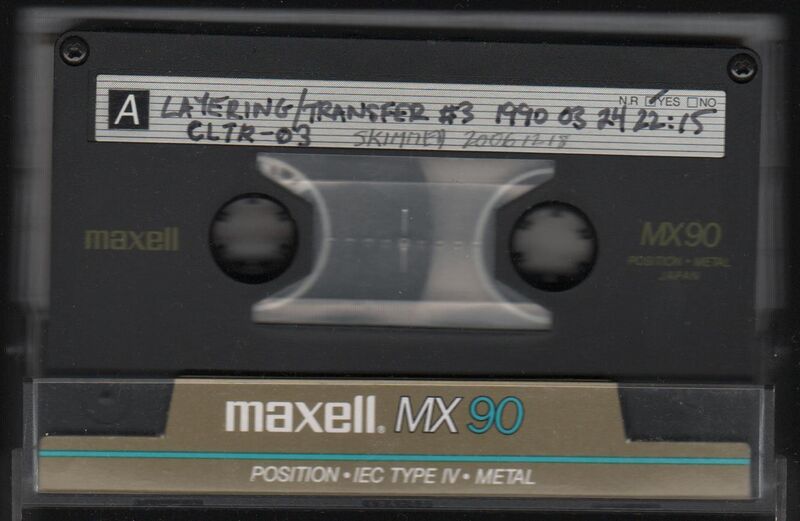 A LAYERING/TRANSFER #3 1990 03 24 22:15
N.R ☑YES ☐NO
CLTR-03 SKIMMED 2006 12 18
maxell
MX90
POSITION · METAL
JAPAN
maxell. MX 90
POSITION · IEC TYPE IV · METAL